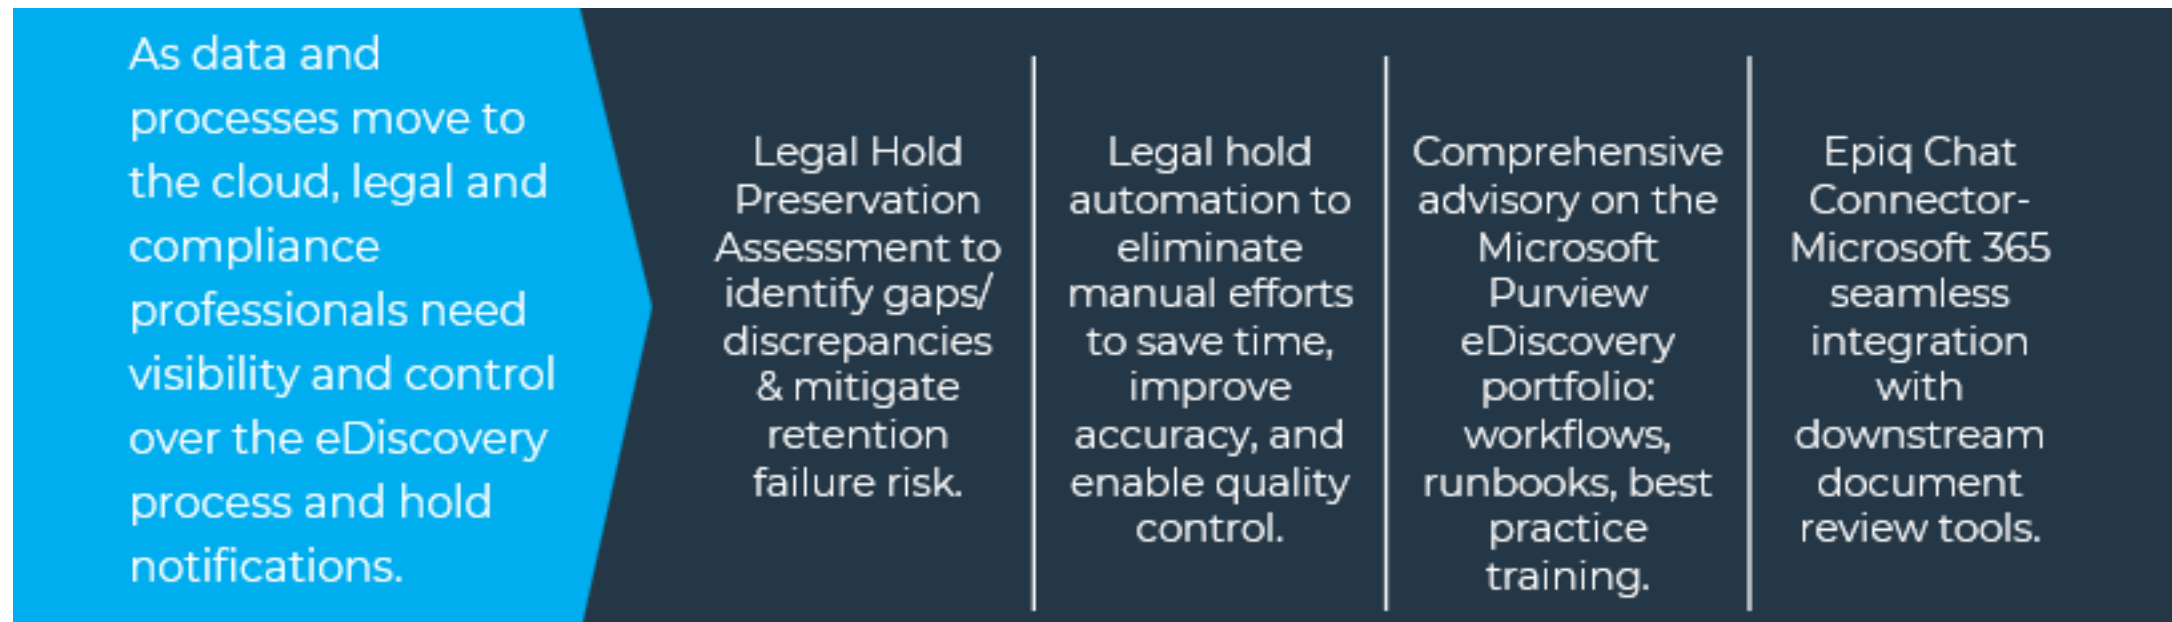 As data and
processes move to
the cloud, legal and
compliance
professionals need
visibility and control
over the eDiscovery
process and hold
notifications.
Legal Hold
Preservation
Assessment to
identify gaps/
discrepancies
& mitigate
retention
failure risk.
Legal hold
automation to
eliminate
manual efforts
to save time,
improve
accuracy, and
enable quality
control.
Comprehensive
advisory on the
Microsoft
Purview
eDiscovery
portfolio:
workflows,
runbooks, best
practice
training.
Epiq Chat
Connector-
Microsoft 365
seamless
integration
with
downstream
document
review tools.